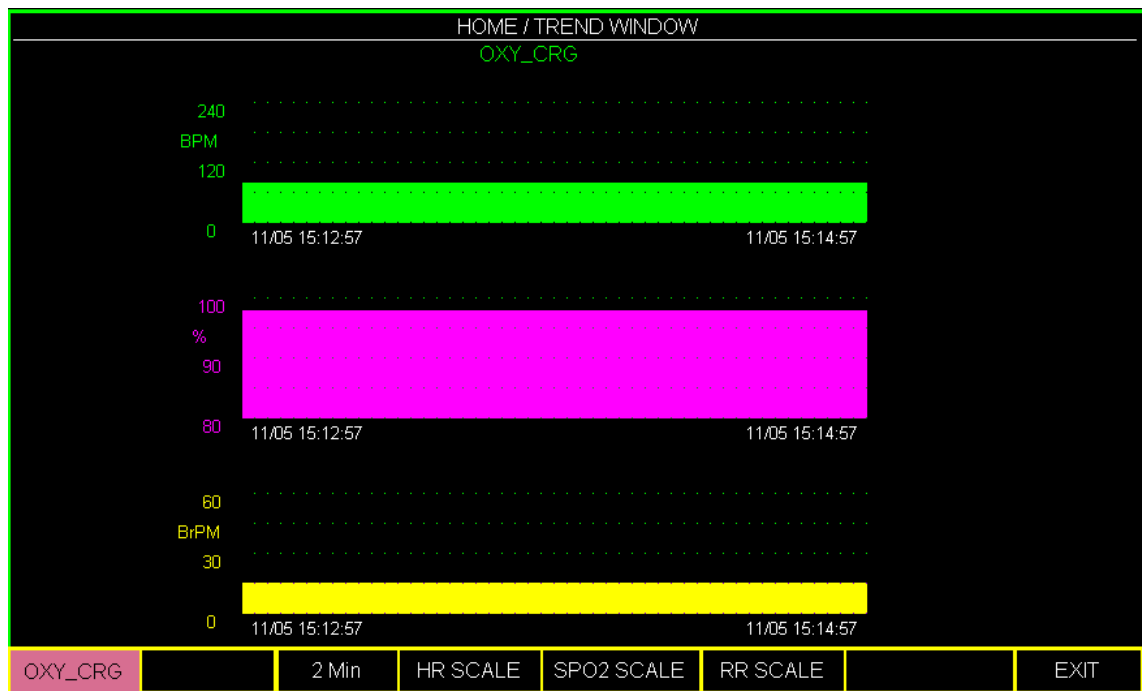 HOME / TREND WINDOW
OXY_CRG
240
BPM
120
0
11/05 15:12:57 11/05 15:14:57
100
%
90
80
11/05 15:12:57 11/05 15:14:57
60
BrPM
30
0
11/05 15:12:57 11/05 15:14:57
OXY_CRG 2 Min HR SCALE SPO2 SCALE RR SCALE EXIT